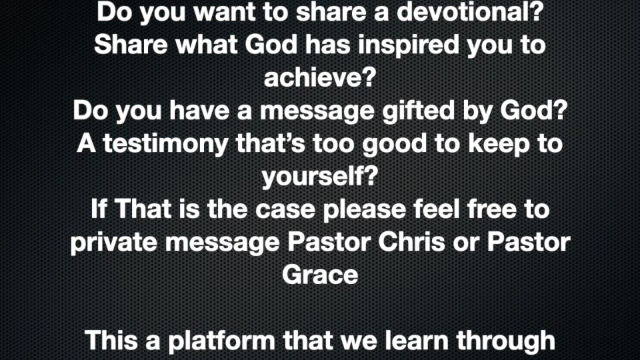 Do you want to share a devotional?
Share what God has inspired you to
achieve?
Do you have a message gifted by God?
A testimony that’s too good to keep to
yourself?
If That is the case please feel free to
private message Pastor Chris or Pastor
Grace
This a platform that we learn through